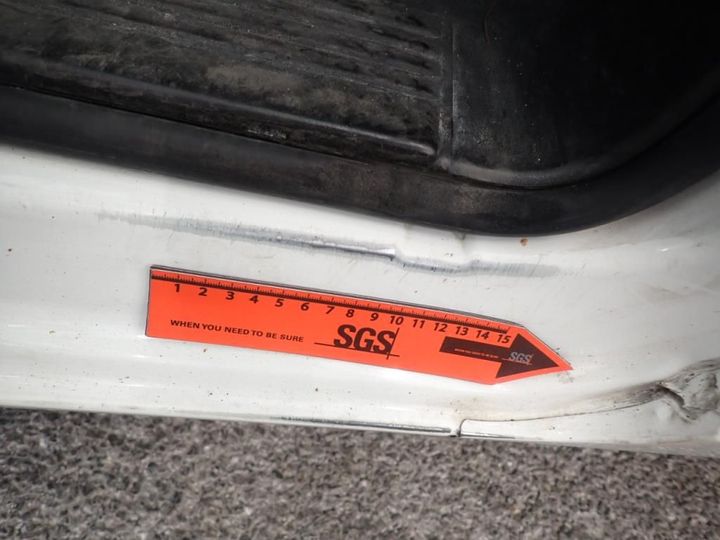 1 2 3 4 5 6 7 8 9 10 11 12 13 14 15
WHEN YOU NEED TO BE SURE SGS
SGS